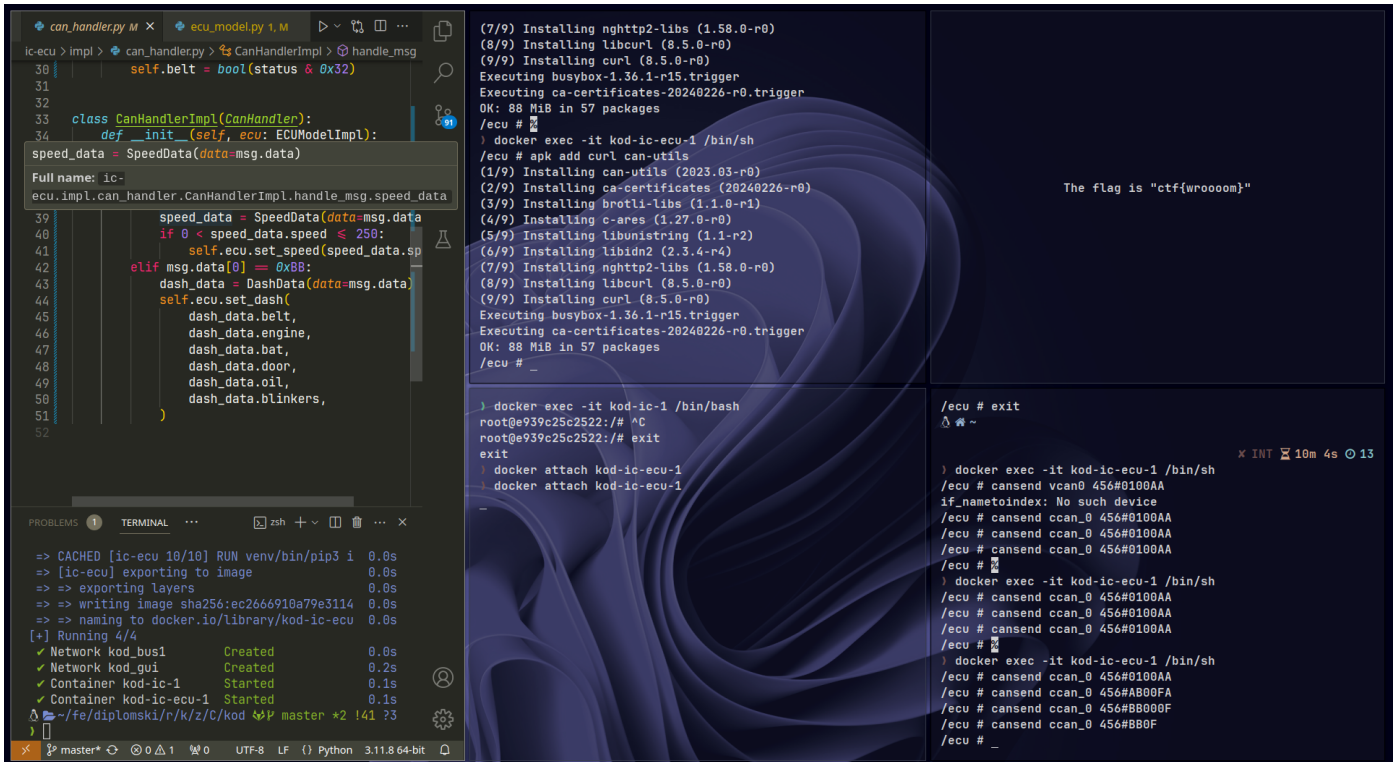 can_handler.py M ×
ecu_model.py 1, M
ic-ecu > impl > can_handler.py > CanHandlerImpl > handle_msg
30 self.belt = bool(status & 0x32)
31
32
33 class CanHandlerImpl(CanHandler):
34 def __init__(self, ecu: ECUModelImpl):
speed_data = SpeedData(data=msg.data)
Full name: ic-
ecu.impl.can_handler.CanHandlerImpl.handle_msg.speed_data
39 speed_data = SpeedData(data=msg.data
40 if 0 < speed_data.speed ≤ 250:
41 self.ecu.set_speed(speed_data.sp
42 elif msg.data[0] == 0xBB:
43 dash_data = DashData(data=msg.data)
44 self.ecu.set_dash(
45 dash_data.belt,
46 dash_data.engine,
47 dash_data.bat,
48 dash_data.door,
49 dash_data.oil,
50 dash_data.blinkers,
51 )
52
91
PROBLEMS 1 TERMINAL ··· zsh
=> CACHED [ic-ecu 10/10] RUN venv/bin/pip3 i 0.0s
=> [ic-ecu] exporting to image 0.0s
=> => exporting layers 0.0s
=> => writing image sha256:ec2666910a79e3114 0.0s
=> => naming to docker.io/library/kod-ic-ecu 0.0s
[+] Running 4/4
✔ Network kod_bus1 Created 0.0s
✔ Network kod_gui Created 0.2s
✔ Container kod-ic-1 Started 0.1s
✔ Container kod-ic-ecu-1 Started 0.1s
~/fe/diplomski/r/k/z/C/kod master *2 !41 ?3
master* 0 1 0 UTF-8 LF {} Python 3.11.8 64-bit
(7/9) Installing nghttp2-libs (1.58.0-r0)
(8/9) Installing libcurl (8.5.0-r0)
(9/9) Installing curl (8.5.0-r0)
Executing busybox-1.36.1-r15.trigger
Executing ca-certificates-20240226-r0.trigger
OK: 88 MiB in 57 packages
/ecu # %
❯ docker exec -it kod-ic-ecu-1 /bin/sh
/ecu # apk add curl can-utils
(1/9) Installing can-utils (2023.03-r0)
(2/9) Installing ca-certificates (20240226-r0)
(3/9) Installing brotli-libs (1.1.0-r1)
(4/9) Installing c-ares (1.27.0-r0)
(5/9) Installing libunistring (1.1-r2)
(6/9) Installing libidn2 (2.3.4-r4)
(7/9) Installing nghttp2-libs (1.58.0-r0)
(8/9) Installing libcurl (8.5.0-r0)
(9/9) Installing curl (8.5.0-r0)
Executing busybox-1.36.1-r15.trigger
Executing ca-certificates-20240226-r0.trigger
OK: 88 MiB in 57 packages
/ecu # _
The flag is "ctf{wroooom}"
❯ docker exec -it kod-ic-1 /bin/bash
root@e939c25c2522:/# ^C
root@e939c25c2522:/# exit
exit
❯ docker attach kod-ic-ecu-1
❯ docker attach kod-ic-ecu-1
_
/ecu # exit
~
✘ INT 10m 4s 13
❯ docker exec -it kod-ic-ecu-1 /bin/sh
/ecu # cansend vcan0 456#0100AA
if_nametoindex: No such device
/ecu # cansend ccan_0 456#0100AA
/ecu # cansend ccan_0 456#0100AA
/ecu # cansend ccan_0 456#0100AA
/ecu # %
❯ docker exec -it kod-ic-ecu-1 /bin/sh
/ecu # cansend ccan_0 456#0100AA
/ecu # cansend ccan_0 456#0100AA
/ecu # cansend ccan_0 456#0100AA
/ecu # %
❯ docker exec -it kod-ic-ecu-1 /bin/sh
/ecu # cansend ccan_0 456#0100AA
/ecu # cansend ccan_0 456#AB00FA
/ecu # cansend ccan_0 456#BB000F
/ecu # cansend ccan_0 456#BB0F
/ecu # _